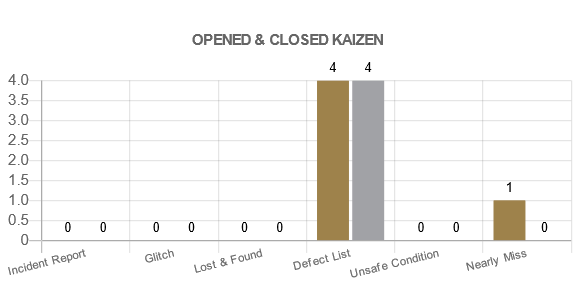 OPENED & CLOSED KAIZEN
4 4
4.0
3.5
3.0
2.5
2.0
1.5
1.0
0.5
0
1
0 0 0 0 0 0 0 0 0
Incident Report
Glitch
Lost & Found
Defect List
Unsafe Condition
Nearly Miss